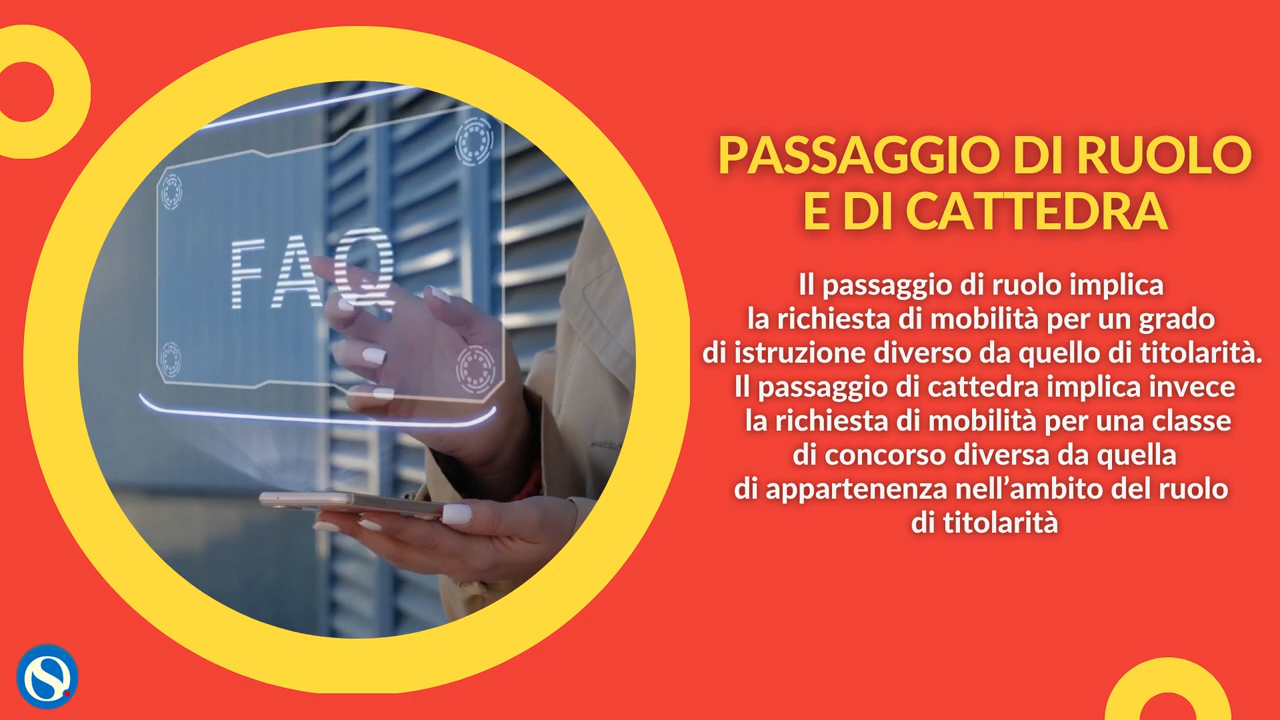 FAQ
PASSAGGIO DI RUOLO
E DI CATTEDRA
Il passaggio di ruolo implica
la richiesta di mobilità per un grado
di istruzione diverso da quello di titolarità.
Il passaggio di cattedra implica invece
la richiesta di mobilità per una classe
di concorso diversa da quella
di appartenenza nell’ambito del ruolo
di titolarità
S